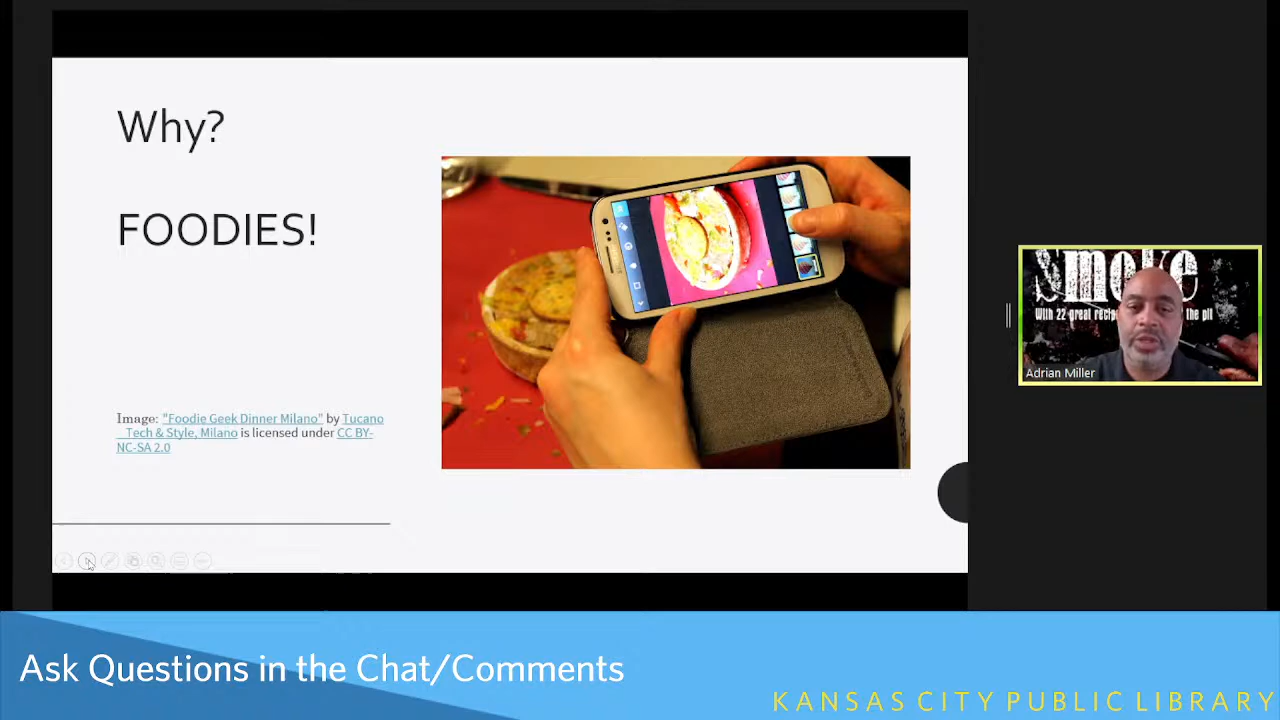 Why?
FOODIES!
Image: "Foodie Geek Dinner Milano" by Tucano
Tech & Style, Milano is licensed under CC BY-
NC-SA 2.0
Smoke
With 22 great recip
the pit
Adrian Miller
Ask Questions in the Chat/Comments
KANSAS CITY PUBLIC LIBRARY